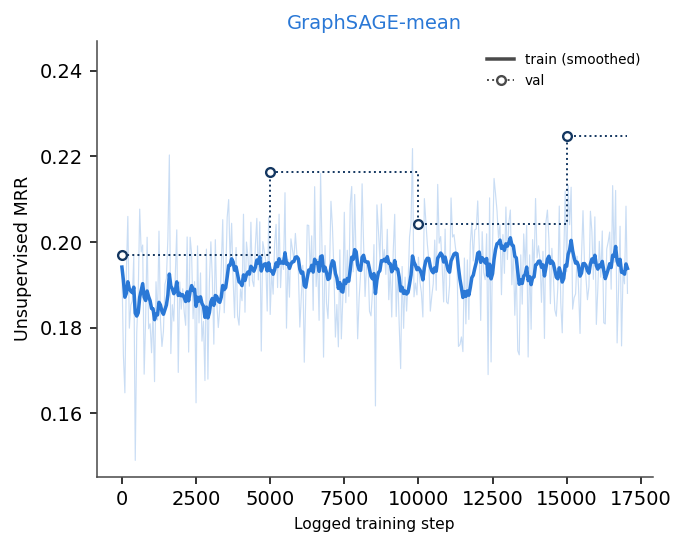 GraphSAGE-mean
train (smoothed)
val
Unsupervised MRR
0.24
0.22
0.20
0.18
0.16
0 2500 5000 7500 10000 12500 15000 17500
Logged training step